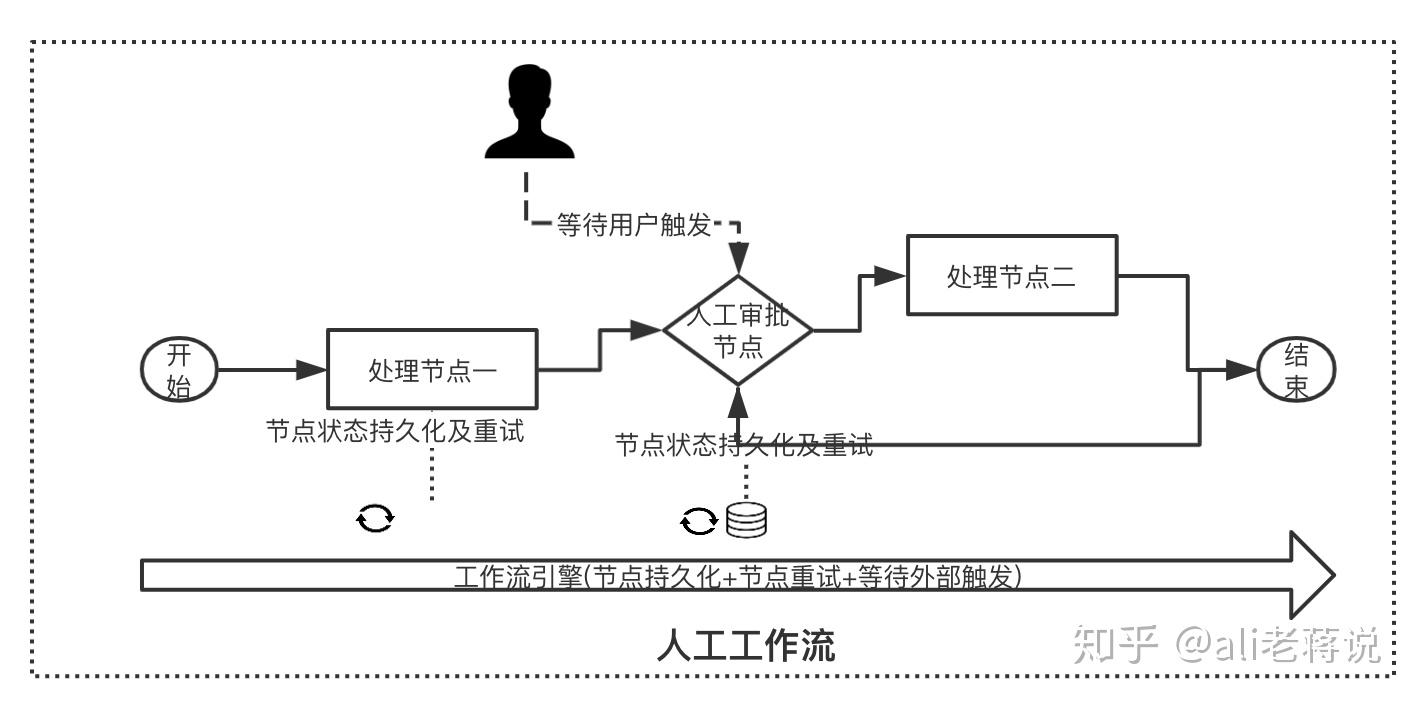 等待用户触发
处理节点二
人工审批
节点
开
始
处理节点一
结
束
节点状态持久化及重试
节点状态持久化及重试
工作流引擎(节点持久化+节点重试+等待外部触发)
人工工作流
知乎 @ali老蒋说